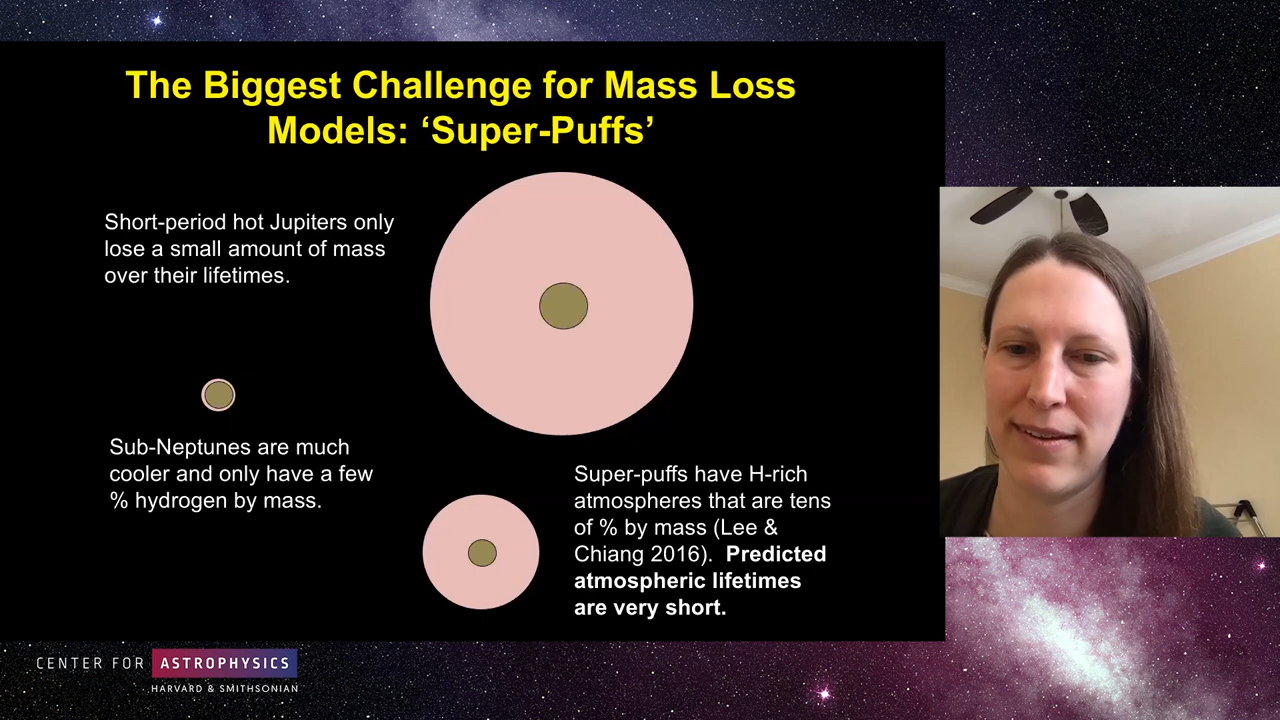 The Biggest Challenge for Mass Loss
Models: ‘Super-Puffs’
Short-period hot Jupiters only
lose a small amount of mass
over their lifetimes.
Sub-Neptunes are much
cooler and only have a few
% hydrogen by mass.
Super-puffs have H-rich
atmospheres that are tens
of % by mass (Lee &
Chiang 2016).  Predicted
atmospheric lifetimes
are very short.
CENTER FOR ASTROPHYSICS
HARVARD & SMITHSONIAN